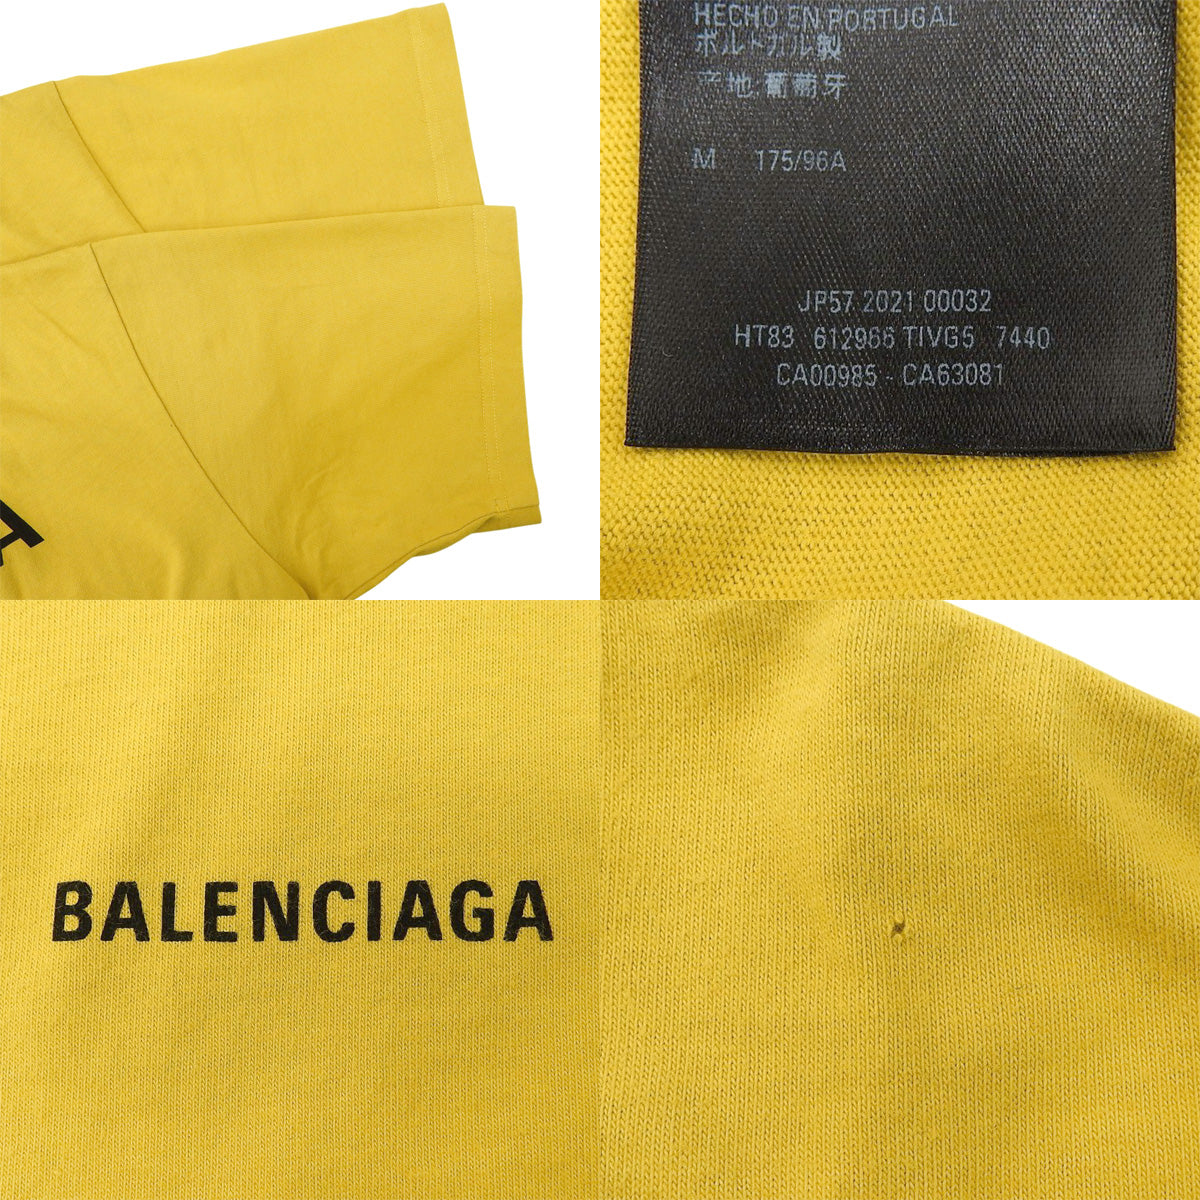 HECHO EN PORTUGAL
ポルトガル製
产地 葡萄牙
M 175/96A
JP57 2021 00032
HT83 612966 TIVG5 7440
CA00985 - CA63081
BALENCIAGA